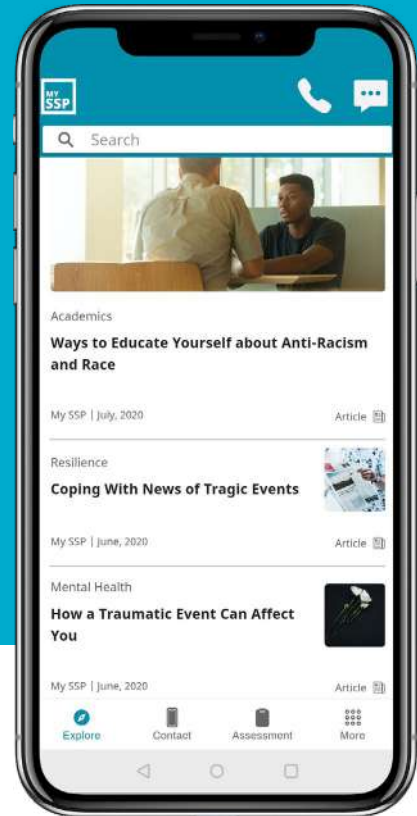 MY
SSP
Search
Academics
Ways to Educate Yourself about Anti-Racism
and Race
My SSP | July, 2020
Article
Resilience
Coping With News of Tragic Events
My SSP | June, 2020
Article
Mental Health
How a Traumatic Event Can Affect
You
My SSP | June, 2020
Article
Explore
Contact
Assessment
More